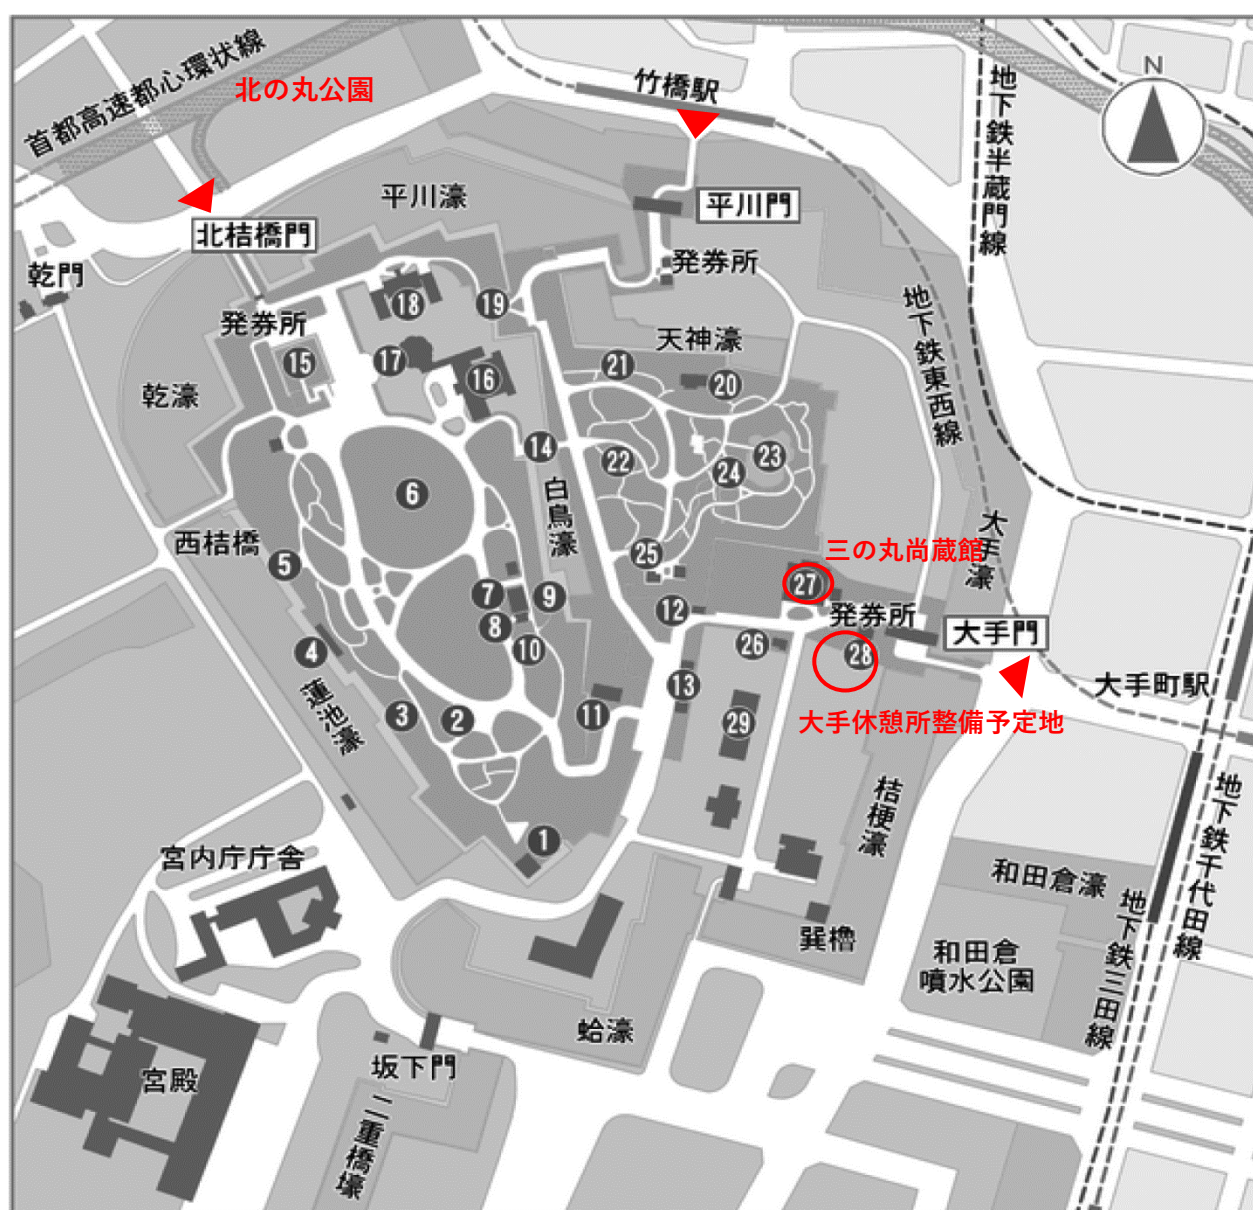 首都高速都心環状線
北の丸公園
竹橋駅
地下鉄半蔵門線
N
平川濠
平川門
北桔橋門
乾門
発券所
発券所
地下鉄東西線
天神濠
乾濠
18
19
15
17
16
21
20
14
22
24
23
6
白鳥濠
西桔橋
5
25
三の丸尚蔵館
大手濠
7
9
27
12
8
発券所
大手門
4
10
26
28
蓮池濠
3
2
11
13
29
大手町駅
大手休憩所整備予定地
桔梗濠
地下鉄千代田線
1
宮内庁庁舎
和田倉濠
地下鉄三田線
巽櫓
和田倉
噴水公園
蛤濠
坂下門
宮殿
二重橋壕